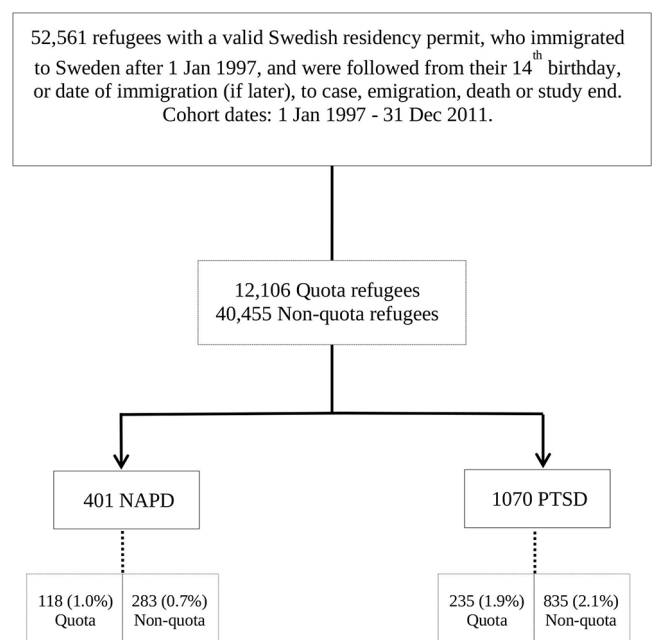 52,561 refugees with a valid Swedish residency permit, who immigrated
to Sweden after 1 Jan 1997, and were followed from their 14th birthday,
or date of immigration (if later), to case, emigration, death or study end.
Cohort dates: 1 Jan 1997 - 31 Dec 2011.
12,106 Quota refugees
40,455 Non-quota refugees
401 NAPD
1070 PTSD
118 (1.0%)
Quota
283 (0.7%)
Non-quota
235 (1.9%)
Quota
835 (2.1%)
Non-quota